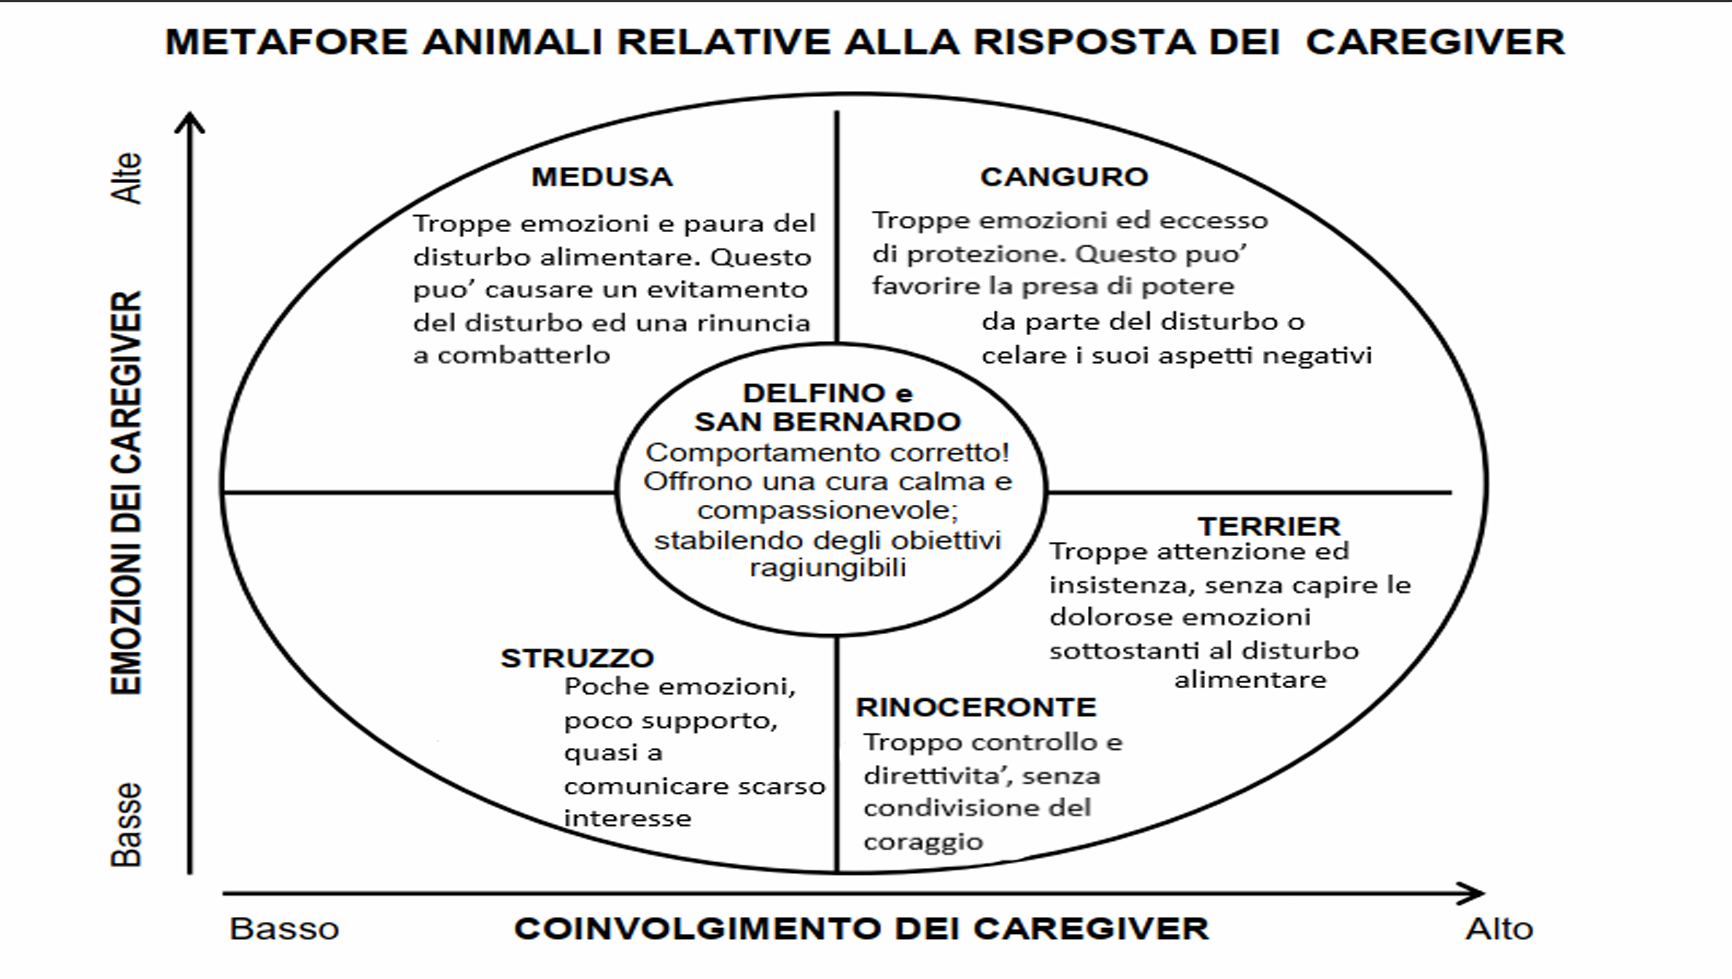 METAFORE ANIMALI RELATIVE ALLA RISPOSTA DEI CAREGIVER
Alte
EMOZIONI DEI CAREGIVER
Basse
MEDUSA
Troppe emozioni e paura del
disturbo alimentare. Questo
puo’ causare un evitamento
del disturbo ed una rinuncia
a combatterlo
CANGURO
Troppe emozioni ed eccesso
di protezione. Questo puo’
favorire la presa di potere
da parte del disturbo o
celare i suoi aspetti negativi
DELFINO e
SAN BERNARDO
Comportamento corretto!
Offrono una cura calma e
compassionevole;
stabilendo degli obiettivi
ragiungibili
TERRIER
Troppe attenzione ed
insistenza, senza capire le
dolorose emozioni
sottostanti al disturbo
alimentare
STRUZZO
Poche emozioni,
poco supporto,
quasi a
comunicare scarso
interesse
RINOCERONTE
Troppo controllo e
direttivita’, senza
condivisione del
coraggio
Basso
COINVOLGIMENTO DEI CAREGIVER
Alto